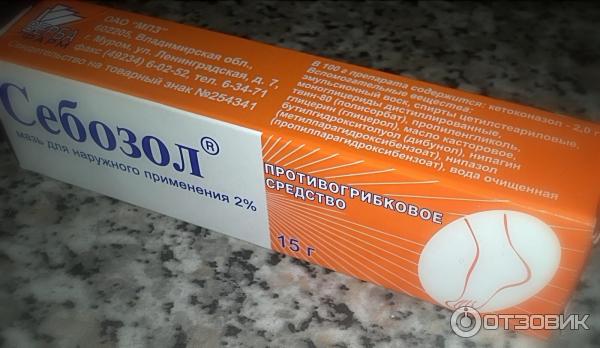 ОАО "МПЗ"
602205, Владимирская обл.,
г. Муром, ул. Ленинградская, д. 7,
факс (49234) 6-02-52, тел. 6-34-71
Свидетельство на товарный знак №254341
Себозол®
мазь для наружного применения 2%
В 100 г препарата содержится: кетоконазол - 2,0 г
Вспомогательные вещества:
эмульсионный воск, спирты цетилстеариловые,
моноглицериды дистиллированные,
твин-80 (полисорбат), пропиленгликоль,
глицерин (глицерол), масло касторовое,
бутилгидрокситолуол (дибунол), нипагин
(метилпарагидроксибензоат), нипазол
(пропилпарагидроксибензоат), вода очищенная
ПРОТИВОГРИБКОВОЕ
СРЕДСТВО
15 г
ОТЗОВИК